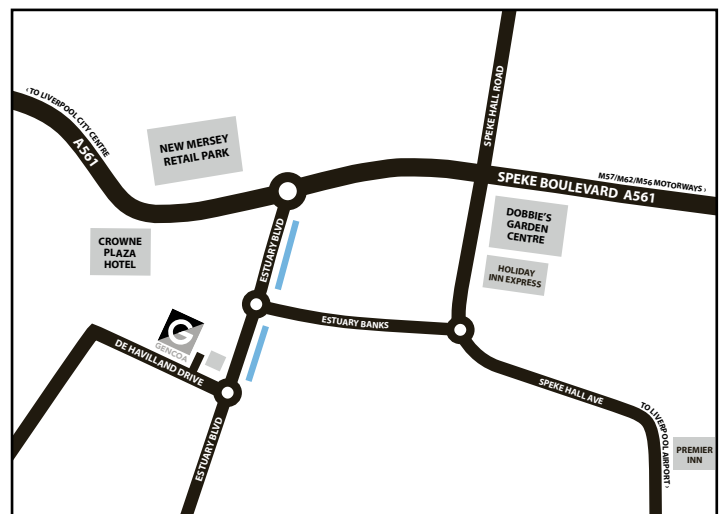 ‹TO LIVERPOOL CITY CENTRE
A561
NEW MERSEY
RETAIL PARK
SPEKE HALL ROAD
M57/M62/M56 MOTORWAYS ›
SPEKE BOULEVARD A561
DOBBIE'S
GARDEN
CENTRE
HOLIDAY
INN EXPRESS
CROWNE
PLAZA
HOTEL
ESTUARY BLVD
ESTUARY BANKS
G
GENCOA
DE HAVILLAND DRIVE
ESTUARY BLVD
SPEKE HALL AVE
TO LIVERPOOL AIRPORT ›
PREMIER
INN